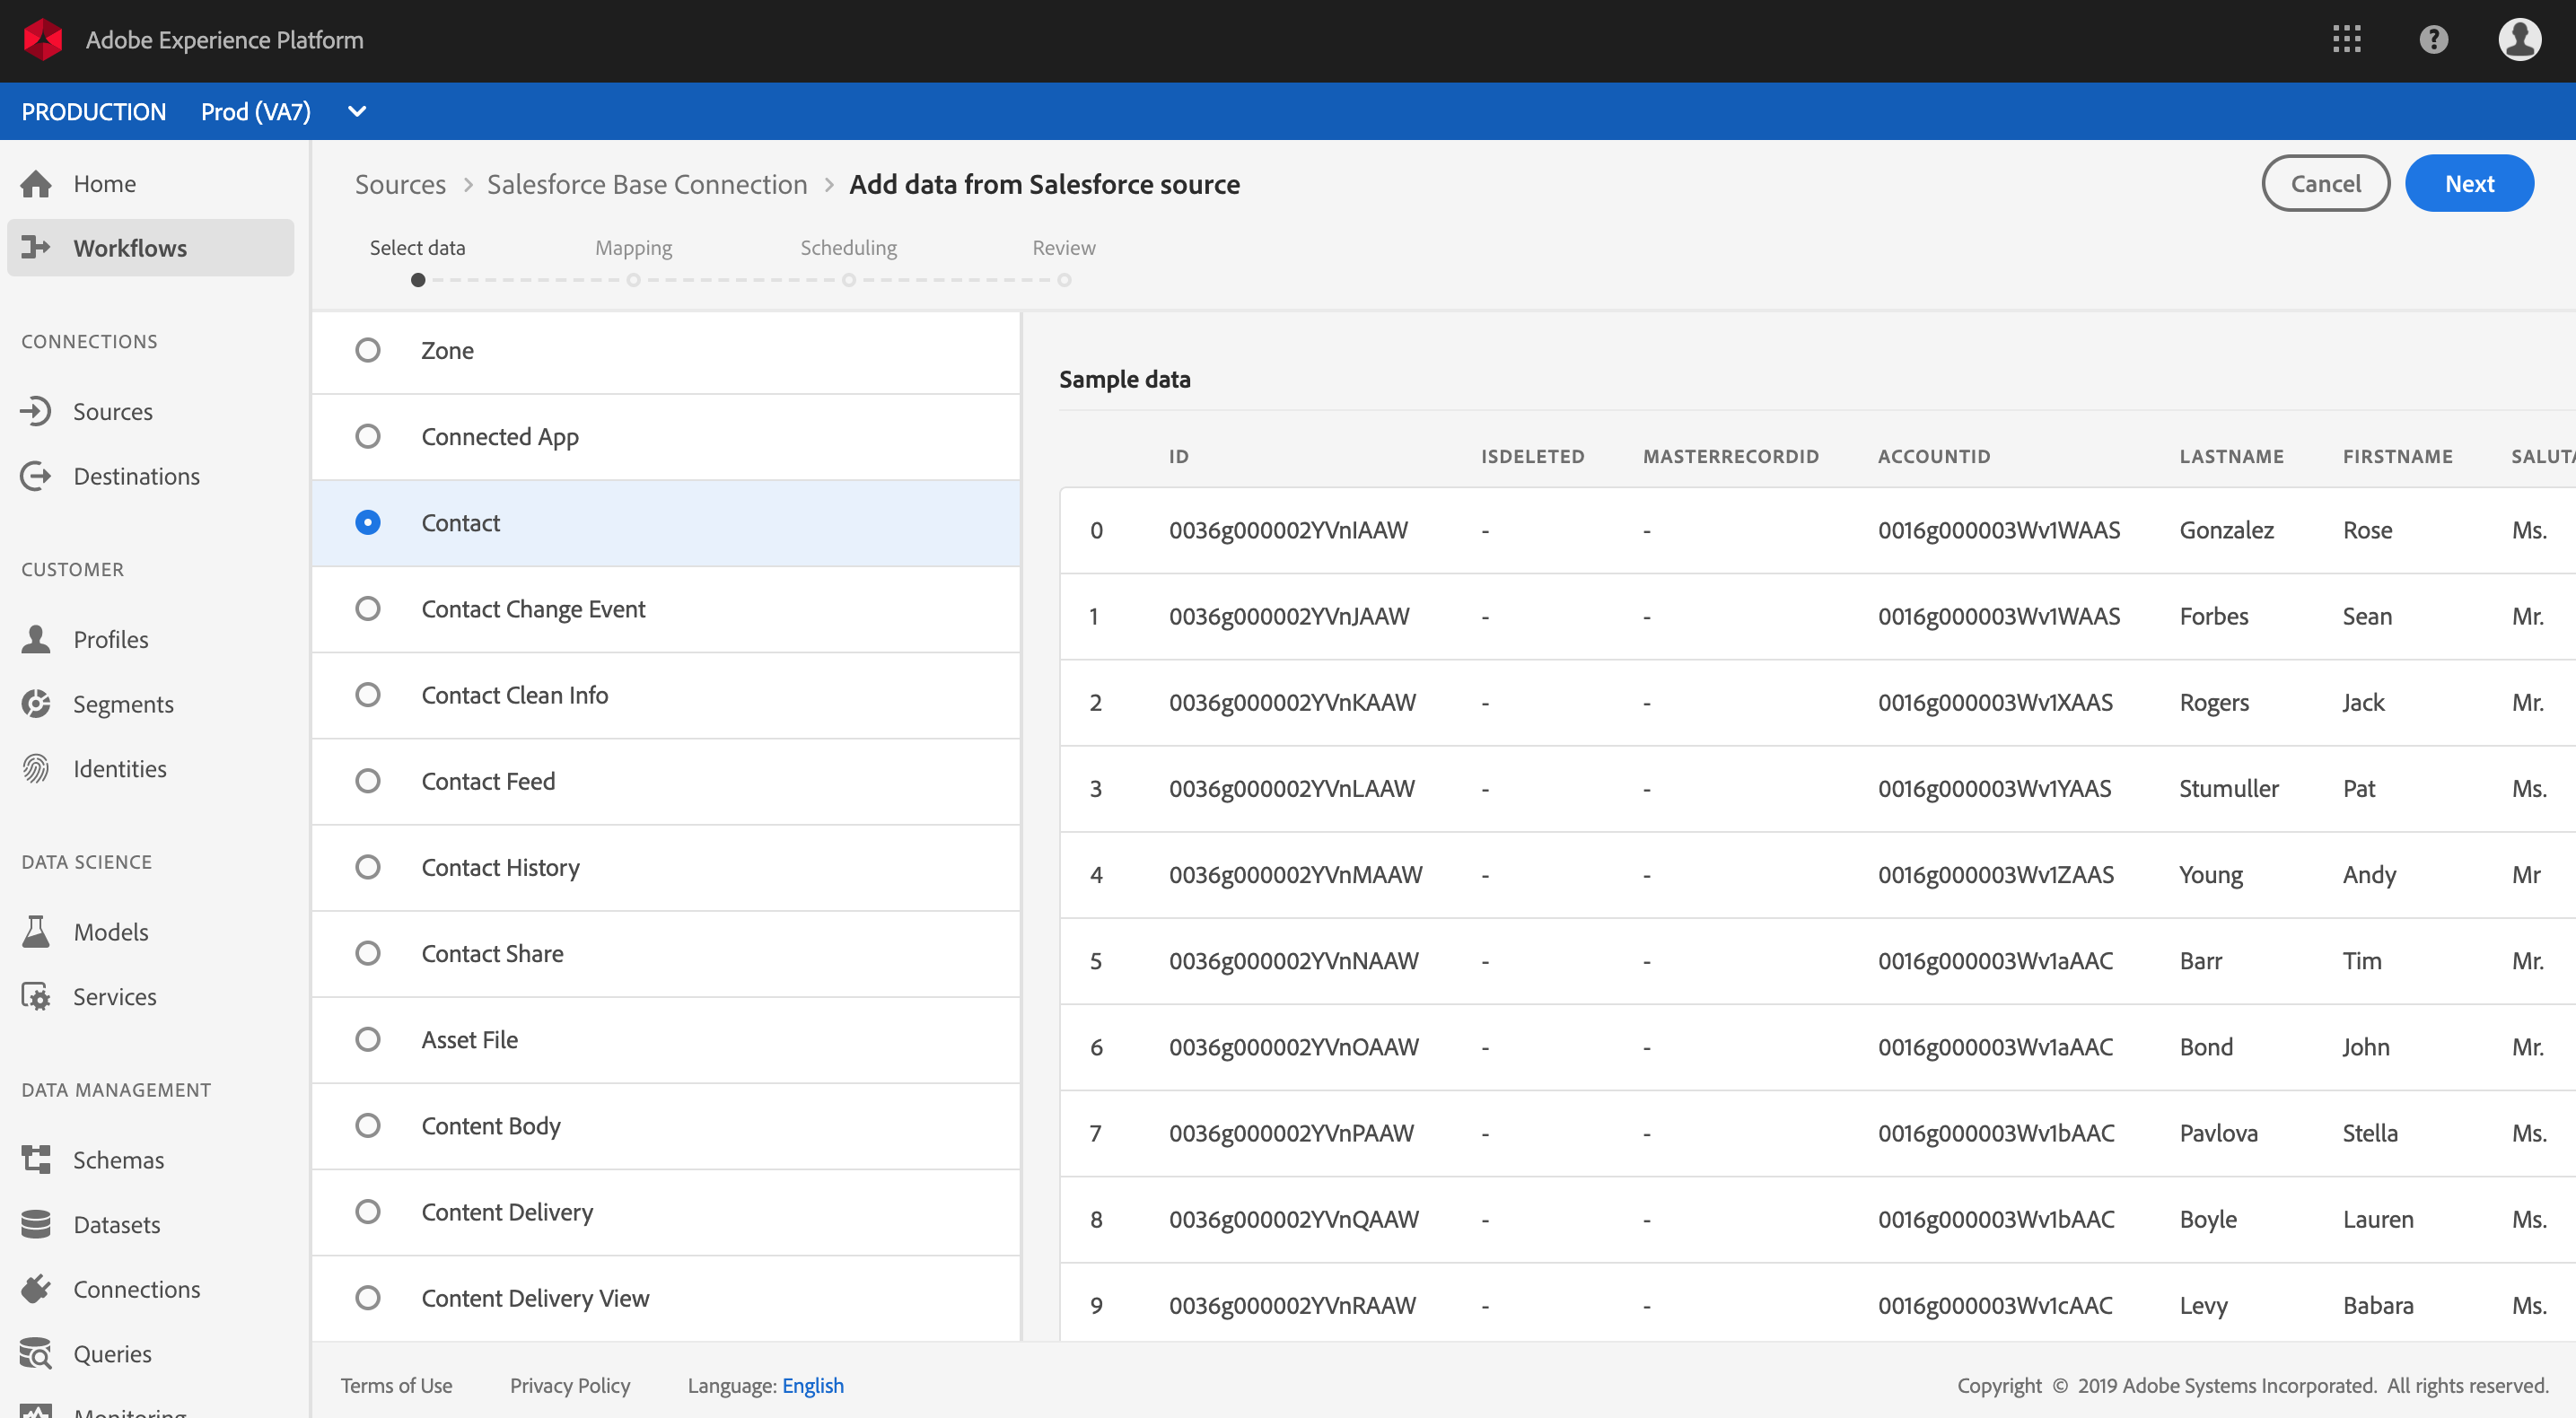 Adobe Experience Platform
PRODUCTION Prod (VA7)
Home
Workflows
CONNECTIONS
Sources
Destinations
CUSTOMER
Profiles
Segments
Identities
DATA SCIENCE
Models
Services
DATA MANAGEMENT
Schemas
Datasets
Connections
Queries
Monitoring
Sources > Salesforce Base Connection > Add data from Salesforce source
Cancel Next
Select data Mapping Scheduling Review
Zone
Connected App
Contact
Contact Change Event
Contact Clean Info
Contact Feed
Contact History
Contact Share
Asset File
Content Body
Content Delivery
Content Delivery View
Sample data
ID ISDELETED MASTERRECORDID ACCOUNTID LASTNAME FIRSTNAME SALUTA
0 0036g000002YVnIAAW - - 0016g000003Wv1WAAS Gonzalez Rose Ms.
1 0036g000002YVnJAAW - - 0016g000003Wv1WAAS Forbes Sean Mr.
2 0036g000002YVnKAAW - - 0016g000003Wv1XAAS Rogers Jack Mr.
3 0036g000002YVnLAAW - - 0016g000003Wv1YAAS Stumuller Pat Ms.
4 0036g000002YVnMAAW - - 0016g000003Wv1ZAAS Young Andy Mr
5 0036g000002YVnNAAW - - 0016g000003Wv1aAAC Barr Tim Mr.
6 0036g000002YVnOAAW - - 0016g000003Wv1aAAC Bond John Mr.
7 0036g000002YVnPAAW - - 0016g000003Wv1bAAC Pavlova Stella Ms.
8 0036g000002YVnQAAW - - 0016g000003Wv1bAAC Boyle Lauren Ms.
9 0036g000002YVnRAAW - - 0016g000003Wv1cAAC Levy Babara Ms.
Terms of Use Privacy Policy Language: English Copyright © 2019 Adobe Systems Incorporated. All rights reserved.